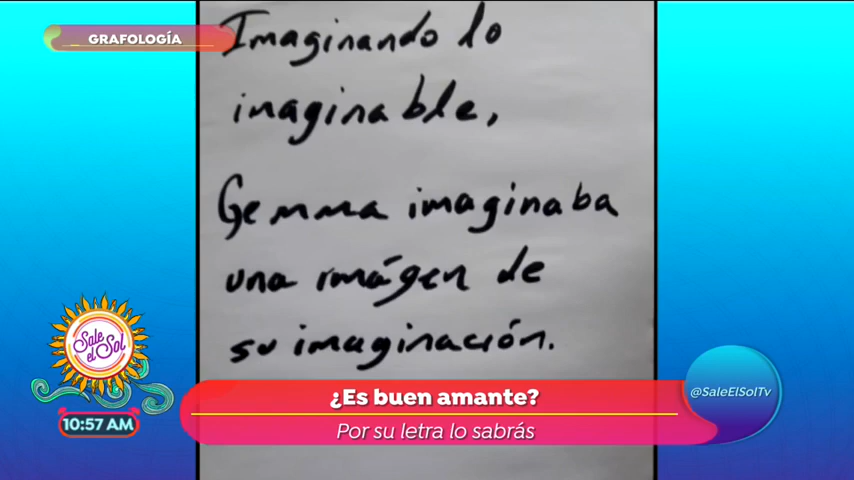 GRAFOLOGÍA
Imaginando lo
inaginable,
Gemma imaginaba
una imágen de
su imaginación.
Sale
el Sol
10:57 AM
¿Es buen amante?
Por su letra lo sabrás
@SaleElSolTv